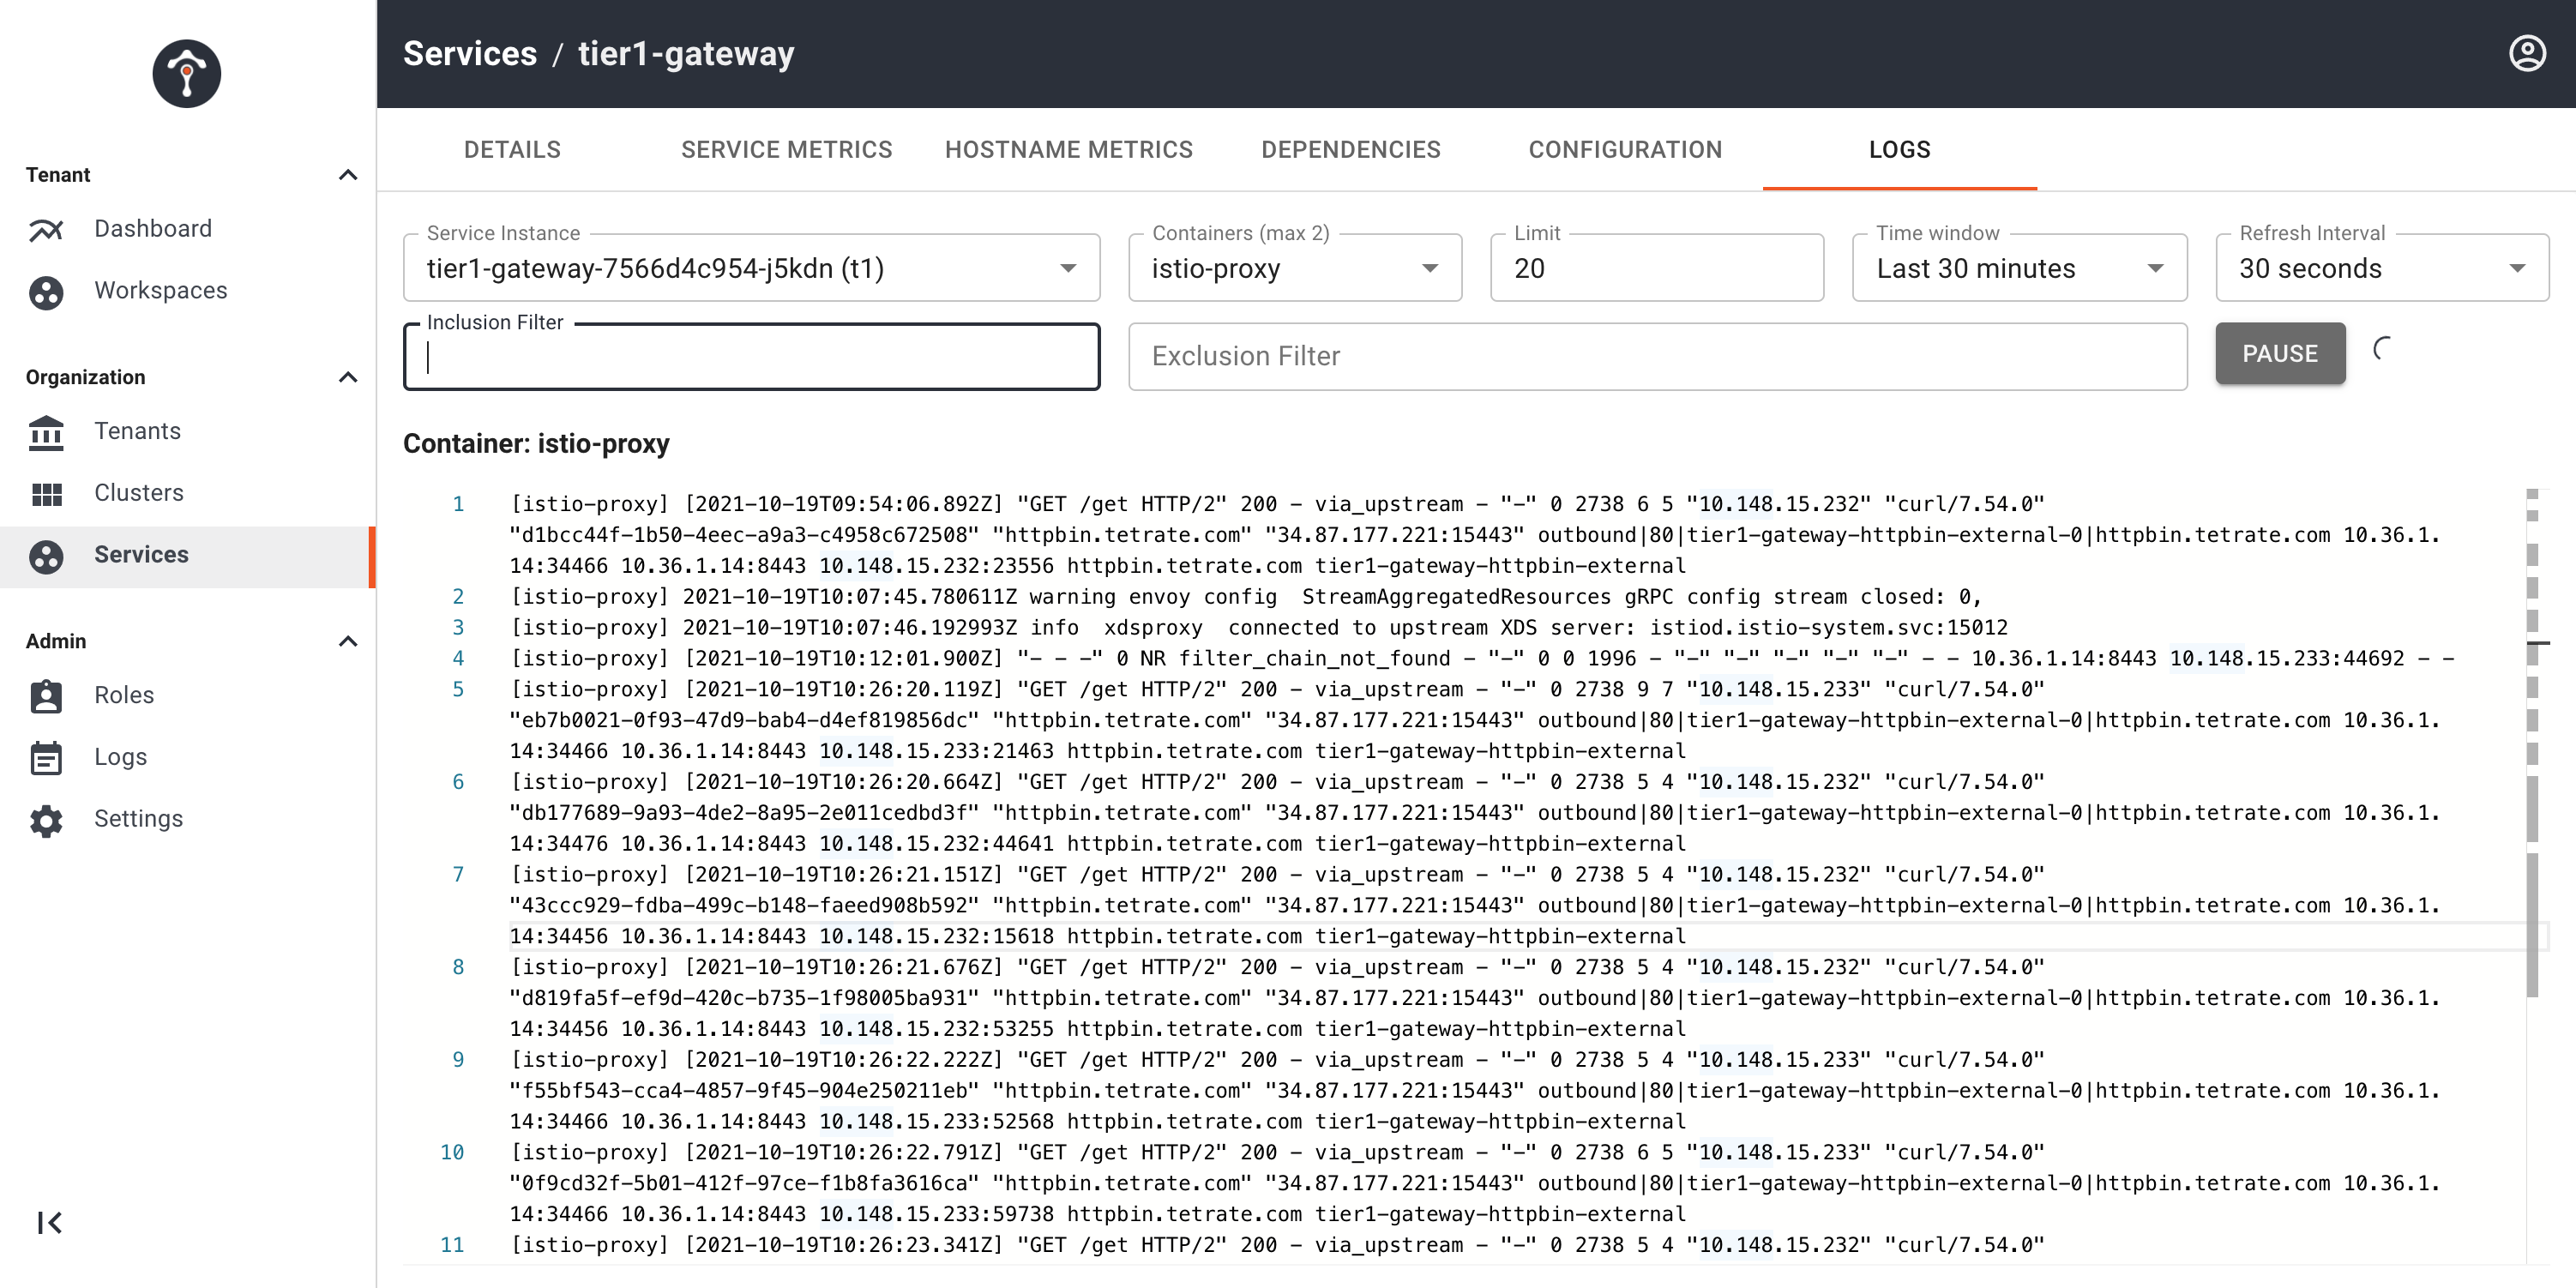 Services / tier1-gateway
Tenant
Dashboard
Workspaces
Organization
Tenants
Clusters
Services
Admin
Roles
Logs
Settings
DETAILS SERVICE METRICS HOSTNAME METRICS DEPENDENCIES CONFIGURATION LOGS
Service Instance Containers (max 2) Limit Time window Refresh Interval
tier1-gateway-7566d4c954-j5kdn (t1) istio-proxy 20 Last 30 minutes 30 seconds
Inclusion Filter
Exclusion Filter PAUSE
Container: istio-proxy
1 [istio-proxy] [2021-10-19T09:54:06.892Z] "GET /get HTTP/2" 200 - via_upstream - "-" 0 2738 6 5 "10.148.15.232" "curl/7.54.0"
"d1bcc44f-1b50-4eec-a9a3-c4958c672508" "httpbin.tetrate.com" "34.87.177.221:15443" outbound|80|tier1-gateway-httpbin-external-0|httpbin.tetrate.com 10.36.1.
14:34466 10.36.1.14:8443 10.148.15.232:23556 httpbin.tetrate.com tier1-gateway-httpbin-external
2 [istio-proxy] 2021-10-19T10:07:45.780611Z warning envoy config  StreamAggregatedResources gRPC config stream closed: 0,
3 [istio-proxy] 2021-10-19T10:07:46.192993Z info  xdsproxy  connected to upstream XDS server: istiod.istio-system.svc:15012
4 [istio-proxy] [2021-10-19T10:12:01.900Z] "- - -" 0 NR filter_chain_not_found - "-" 0 0 1996 - "-" "-" "-" "-" "-" - - 10.36.1.14:8443 10.148.15.233:44692 - -
5 [istio-proxy] [2021-10-19T10:26:20.119Z] "GET /get HTTP/2" 200 - via_upstream - "-" 0 2738 9 7 "10.148.15.233" "curl/7.54.0"
"eb7b0021-0f93-47d9-bab4-d4ef819856dc" "httpbin.tetrate.com" "34.87.177.221:15443" outbound|80|tier1-gateway-httpbin-external-0|httpbin.tetrate.com 10.36.1.
14:34466 10.36.1.14:8443 10.148.15.233:21463 httpbin.tetrate.com tier1-gateway-httpbin-external
6 [istio-proxy] [2021-10-19T10:26:20.664Z] "GET /get HTTP/2" 200 - via_upstream - "-" 0 2738 5 4 "10.148.15.232" "curl/7.54.0"
"db177689-9a93-4de2-8a95-2e011cedbd3f" "httpbin.tetrate.com" "34.87.177.221:15443" outbound|80|tier1-gateway-httpbin-external-0|httpbin.tetrate.com 10.36.1.
14:34476 10.36.1.14:8443 10.148.15.232:44641 httpbin.tetrate.com tier1-gateway-httpbin-external
7 [istio-proxy] [2021-10-19T10:26:21.151Z] "GET /get HTTP/2" 200 - via_upstream - "-" 0 2738 5 4 "10.148.15.232" "curl/7.54.0"
"43ccc929-fdba-499c-b148-faeed908b592" "httpbin.tetrate.com" "34.87.177.221:15443" outbound|80|tier1-gateway-httpbin-external-0|httpbin.tetrate.com 10.36.1.
14:34456 10.36.1.14:8443 10.148.15.232:15618 httpbin.tetrate.com tier1-gateway-httpbin-external
8 [istio-proxy] [2021-10-19T10:26:21.676Z] "GET /get HTTP/2" 200 - via_upstream - "-" 0 2738 5 4 "10.148.15.232" "curl/7.54.0"
"d819fa5f-ef9d-420c-b735-1f98005ba931" "httpbin.tetrate.com" "34.87.177.221:15443" outbound|80|tier1-gateway-httpbin-external-0|httpbin.tetrate.com 10.36.1.
14:34456 10.36.1.14:8443 10.148.15.232:53255 httpbin.tetrate.com tier1-gateway-httpbin-external
9 [istio-proxy] [2021-10-19T10:26:22.222Z] "GET /get HTTP/2" 200 - via_upstream - "-" 0 2738 5 4 "10.148.15.233" "curl/7.54.0"
"f55bf543-cca4-4857-9f45-904e250211eb" "httpbin.tetrate.com" "34.87.177.221:15443" outbound|80|tier1-gateway-httpbin-external-0|httpbin.tetrate.com 10.36.1.
14:34466 10.36.1.14:8443 10.148.15.233:52568 httpbin.tetrate.com tier1-gateway-httpbin-external
10 [istio-proxy] [2021-10-19T10:26:22.791Z] "GET /get HTTP/2" 200 - via_upstream - "-" 0 2738 6 5 "10.148.15.233" "curl/7.54.0"
"0f9cd32f-5b01-412f-97ce-f1b8fa3616ca" "httpbin.tetrate.com" "34.87.177.221:15443" outbound|80|tier1-gateway-httpbin-external-0|httpbin.tetrate.com 10.36.1.
14:34466 10.36.1.14:8443 10.148.15.233:59738 httpbin.tetrate.com tier1-gateway-httpbin-external
11 [istio-proxy] [2021-10-19T10:26:23.341Z] "GET /get HTTP/2" 200 - via_upstream - "-" 0 2738 5 4 "10.148.15.232" "curl/7.54.0"